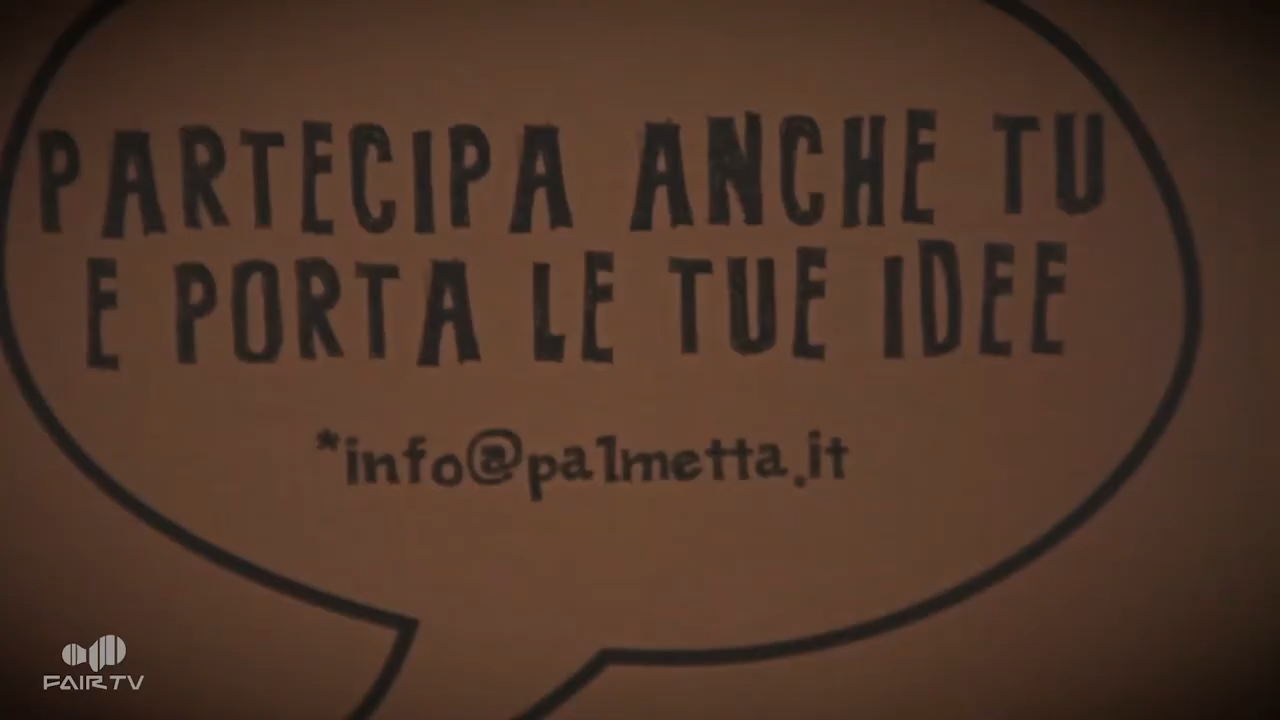 PARTECIPA ANCHE TU
E PORTA LE TUE IDEE
*info@palmetta.it
FAIRTV